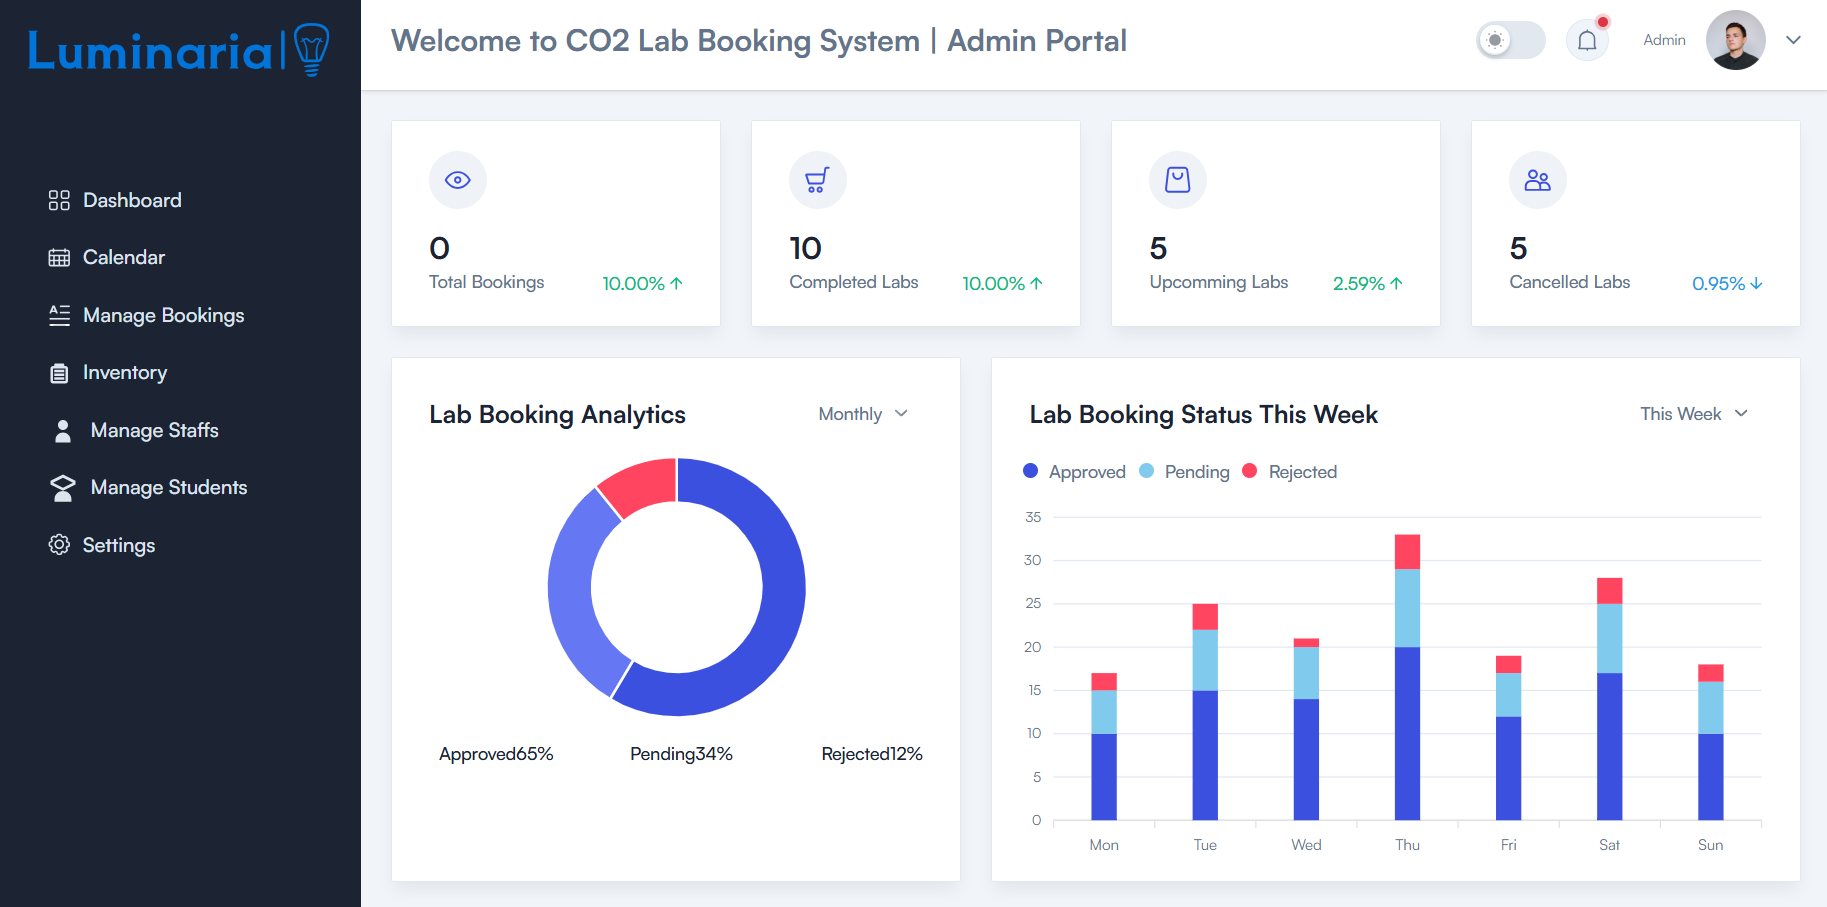 Luminaria
Welcome to CO2 Lab Booking System | Admin Portal
Admin
Dashboard
Calendar
Manage Bookings
Inventory
Manage Staffs
Manage Students
Settings
0
Total Bookings
10.00%
10
Completed Labs
10.00%
5
Upcomming Labs
2.59%
5
Cancelled Labs
0.95%
Lab Booking Analytics
Monthly
Approved65%
Pending34%
Rejected12%
Lab Booking Status This Week
This Week
Approved
Pending
Rejected
35
30
25
20
15
10
5
0
Mon
Tue
Wed
Thu
Fri
Sat
Sun